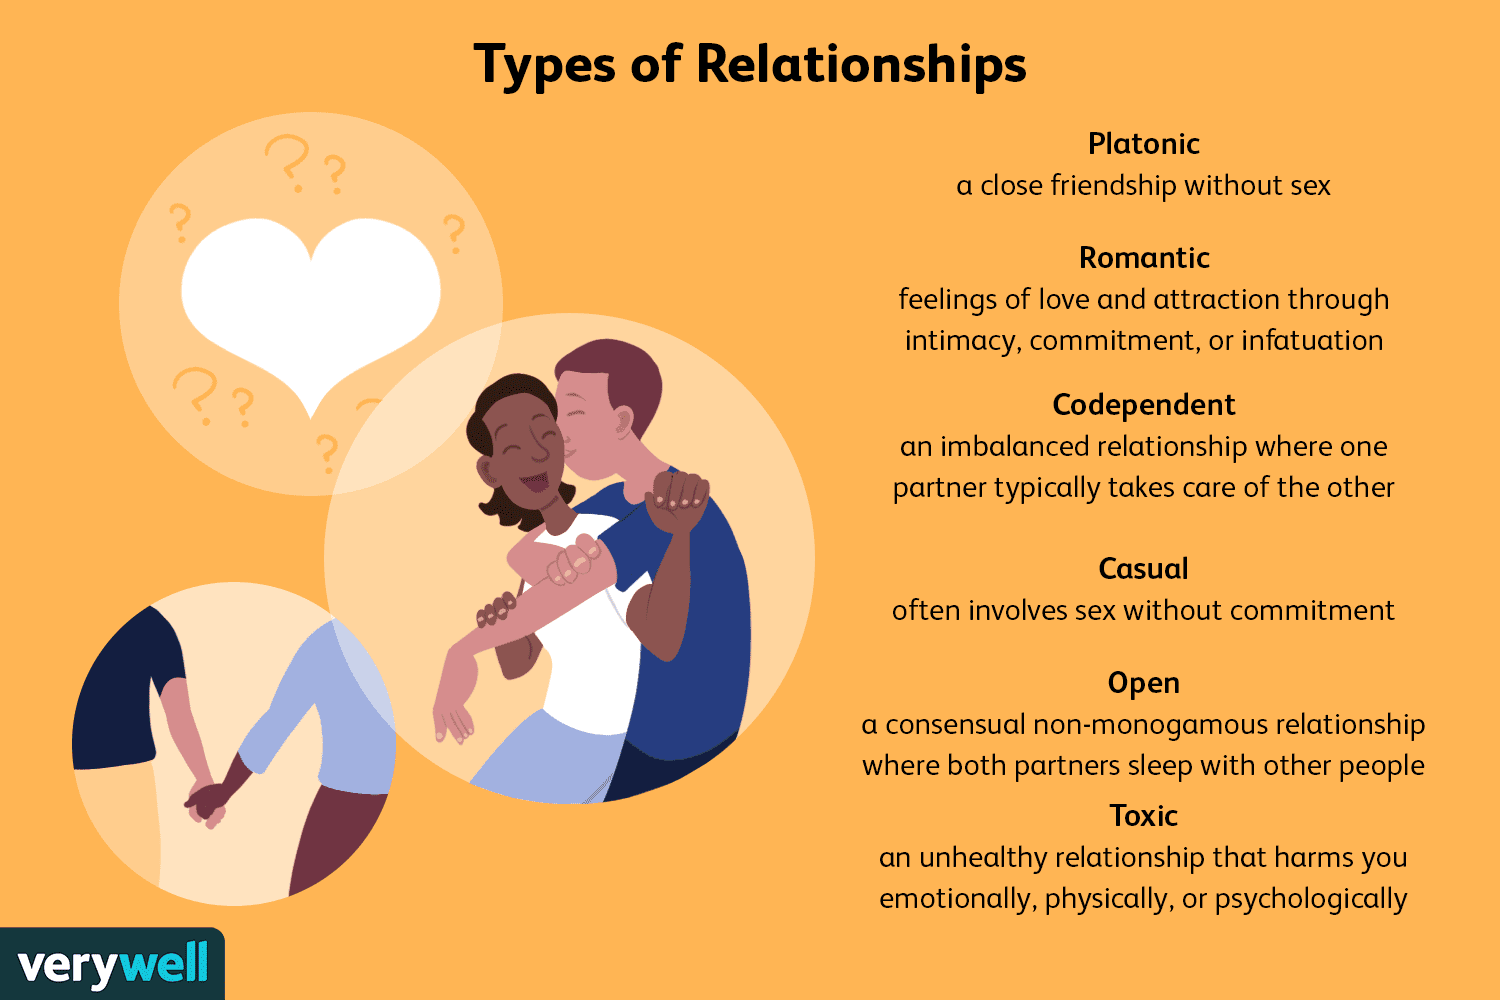 Types of Relationships
Platonic
a close friendship without sex
Romantic
feelings of love and attraction through
intimacy, commitment, or infatuation
Codependent
an imbalanced relationship where one
partner typically takes care of the other
Casual
often involves sex without commitment
Open
a consensual non-monogamous relationship
where both partners sleep with other people
Toxic
an unhealthy relationship that harms you
emotionally, physically, or psychologically
? ?
? ?
? ?
?
verywell